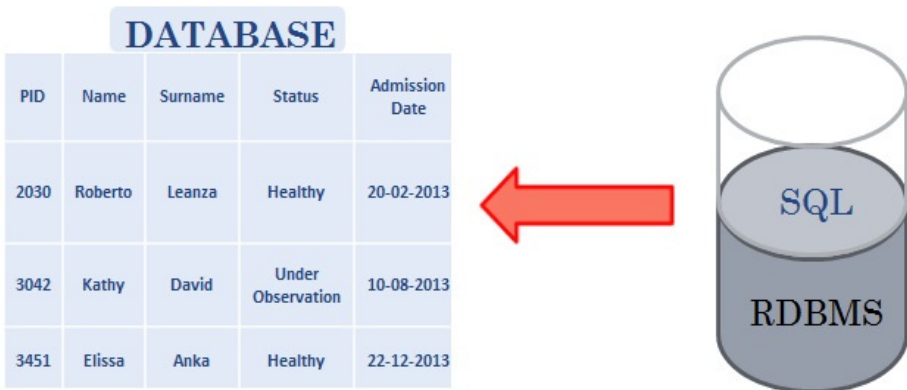 DATABASE
PID Name Surname Status Admission Date
2030 Roberto Leanza Healthy 20-02-2013
3042 Kathy David Under Observation 10-08-2013
3451 Elissa Anka Healthy 22-12-2013
SQL
RDBMS